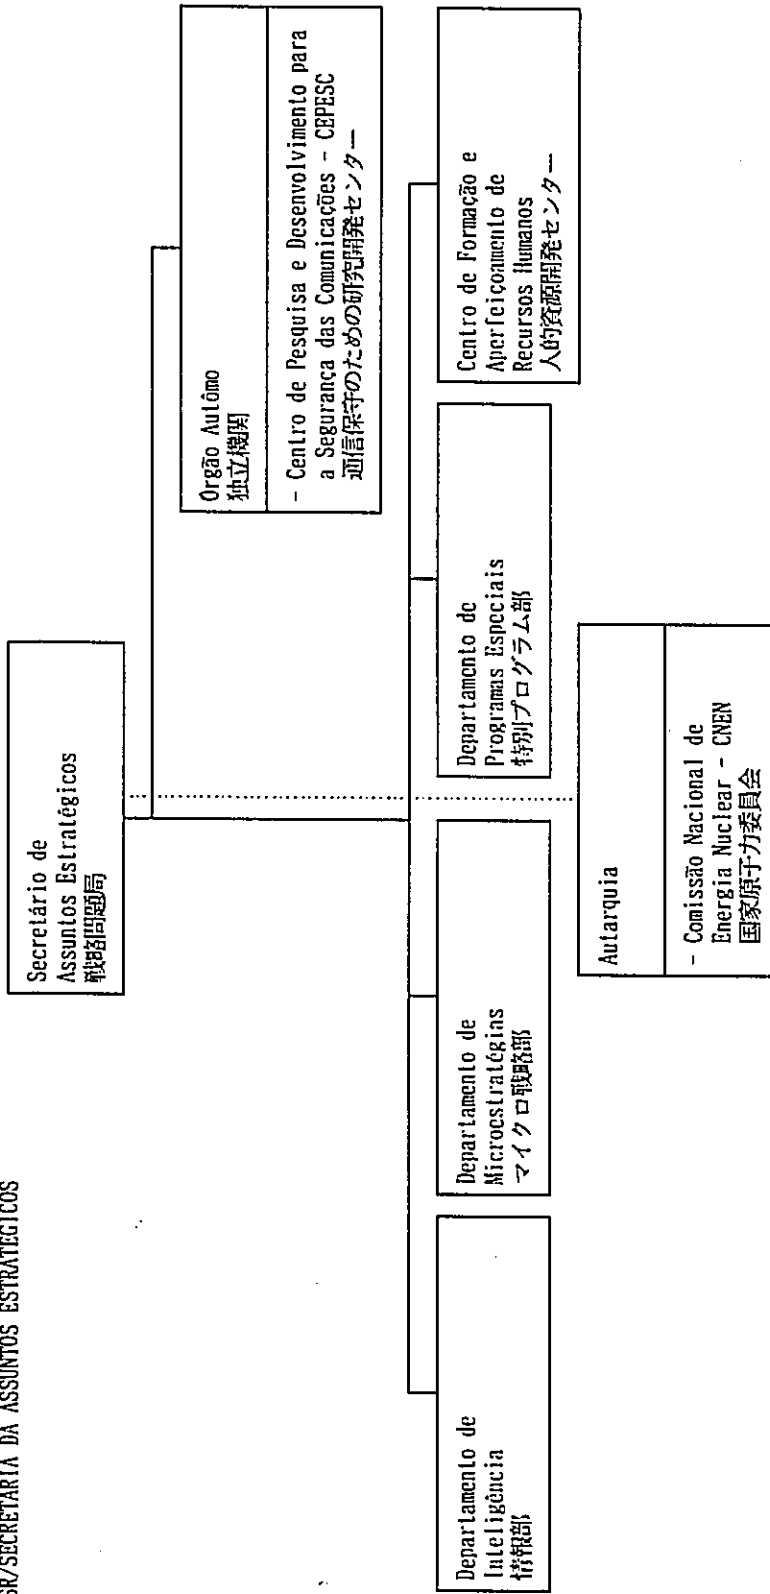 SR/SECRETARIA DA ASSUNTOS ESTRATEGICOS
Secretário de
Assuntos Estratégicos
戦略問題局
Orgão Autômo
独立機関
- Centro de Pesquisa e Desenvolvimento para
a Segurança das Comunicações - CEPESC
通信保守のための研究開発センター
Departamento de
Inteligência
情報部
Departamento de
Microestratégias
マイクロ戦略部
Departamento de
Programas Especiais
特別プログラム部
Centro de Formação e
Aperfeiçoamento de
Recursos Humanos
人的資源開発センター
Autarquia
- Comissão Nacional de
Energia Nuclear - CNEN
国家原子力委員会